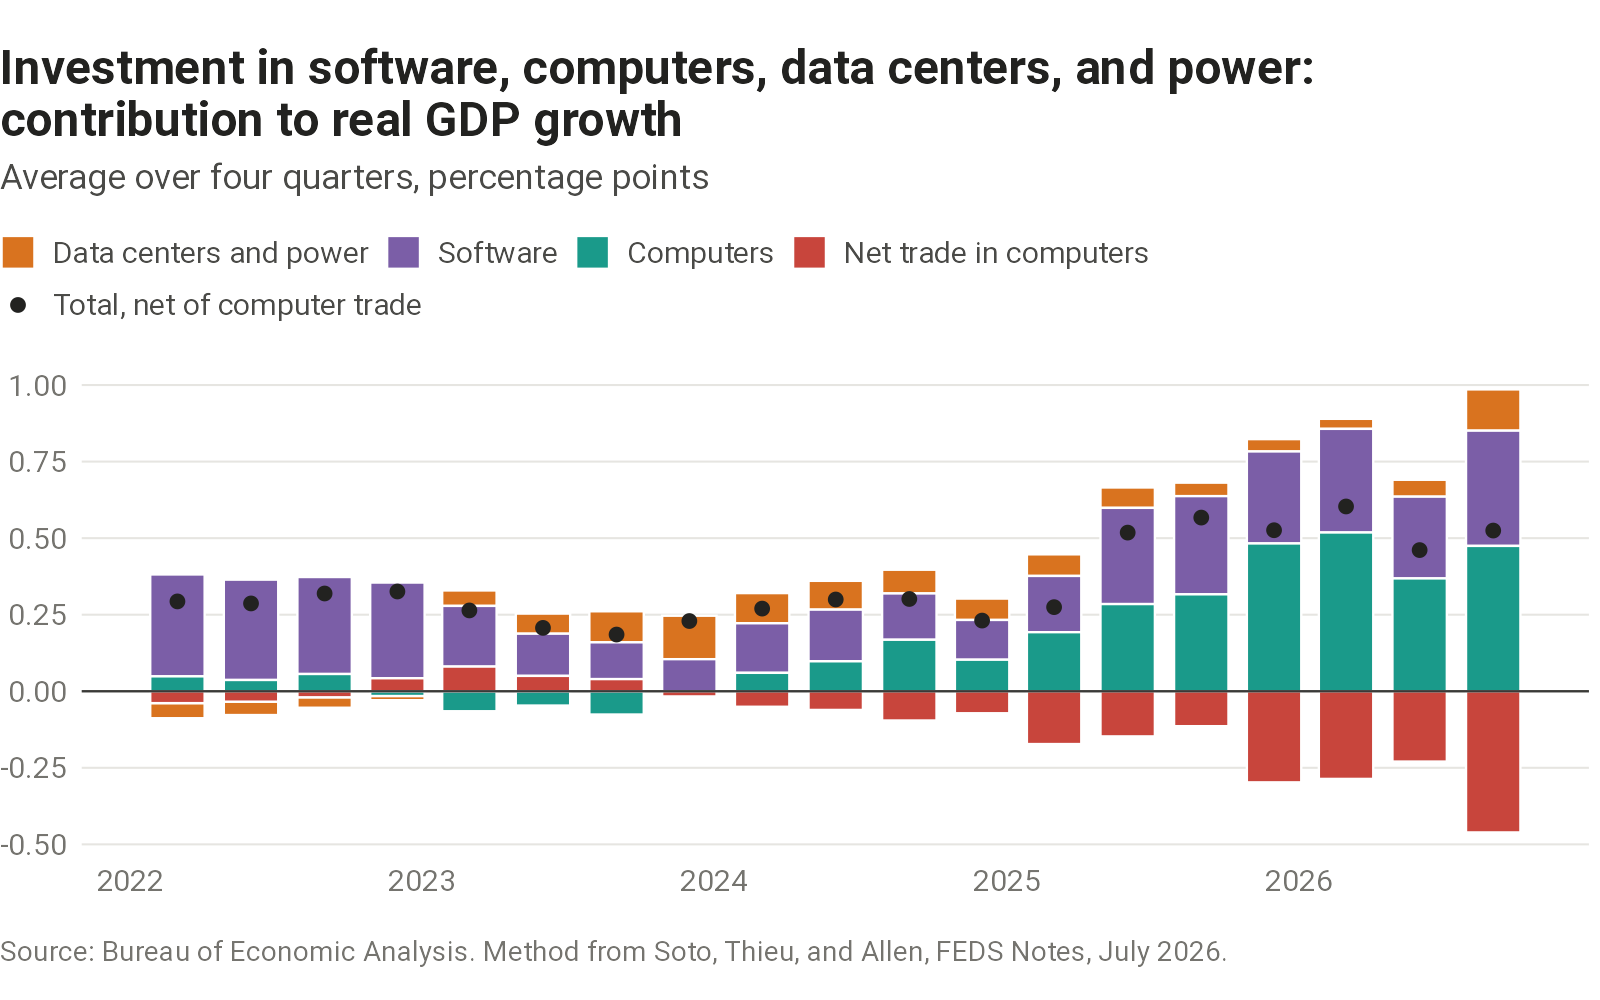 Investment in software, computers, data centers, and power:
contribution to real GDP growth
Average over four quarters, percentage points
Data centers and power Software Computers Net trade in computers
Total, net of computer trade
1.00
0.75
0.50
0.25
0.00
-0.25
-0.50
2022 2023 2024 2025 2026
Source: Bureau of Economic Analysis. Method from Soto, Thieu, and Allen, FEDS Notes, July 2026.